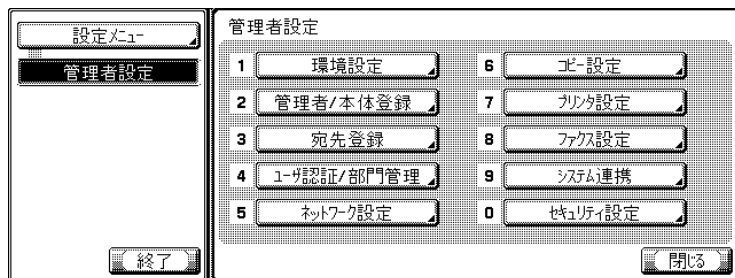 設定メニュー
管理者設定
終了
管理者設定
1 環境設定
2 管理者/本体登録
3 宛先登録
4 ユーザ認証/部門管理
5 ネットワーク設定
6 コピー設定
7 プリンタ設定
8 ファクス設定
9 システム連携
0 セキュリティ設定
閉じる